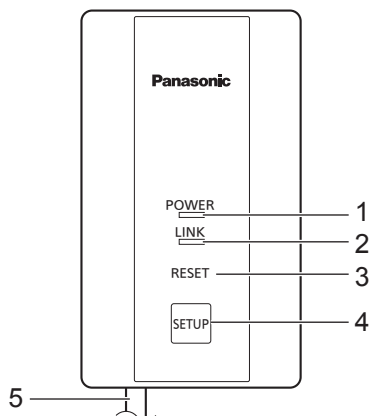 Panasonic
POWER
1
LINK
2
RESET
3
SETUP
4
5